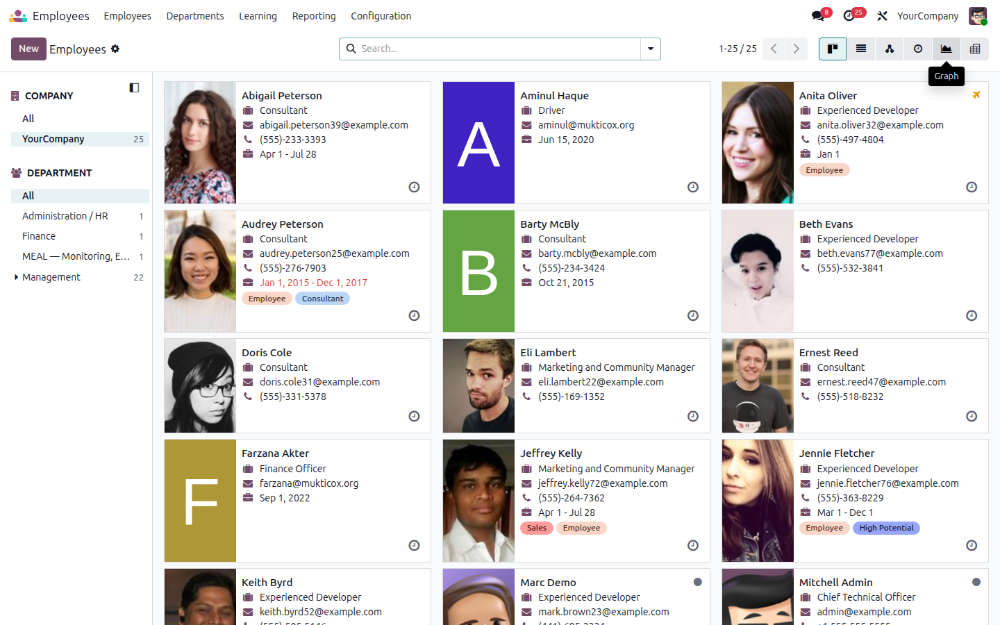 Employees
Employees
Departments
Learning
Reporting
Configuration
8
25
YourCompany
New
Employees
Search...
1-25 / 25
Graph
COMPANY
All
YourCompany 25
DEPARTMENT
All
Administration / HR 1
Finance 1
MEAL — Monitoring, E... 1
Management 22
Abigail Peterson
Consultant
abigail.peterson39@example.com
(555)-233-3393
Apr 1 - Jul 28
A
Aminul Haque
Driver
aminul@mukticox.org
Jun 15, 2020
Anita Oliver
Experienced Developer
anita.oliver32@example.com
(555)-497-4804
Jan 1
Employee
Audrey Peterson
Consultant
audrey.peterson25@example.com
(555)-276-7903
Jan 1, 2015 - Dec 1, 2017
Employee Consultant
B
Barty McBly
Consultant
barty.mcbly@example.com
(555)-234-3424
Oct 21, 2015
Beth Evans
Experienced Developer
beth.evans77@example.com
(555)-532-3841
Doris Cole
Consultant
doris.cole31@example.com
(555)-331-5378
Eli Lambert
Marketing and Community Manager
eli.lambert22@example.com
(555)-169-1352
Ernest Reed
Consultant
ernest.reed47@example.com
(555)-518-8232
F
Farzana Akter
Finance Officer
farzana@mukticox.org
Sep 1, 2022
Jeffrey Kelly
Marketing and Community Manager
jeffrey.kelly72@example.com
(555)-264-7362
Apr 1 - Jul 28
Sales Employee
Jennie Fletcher
Experienced Developer
jennie.fletcher76@example.com
(555)-363-8229
Mar 1 - Dec 1
Employee High Potential
Keith Byrd
Experienced Developer
keith.byrd52@example.com
Marc Demo
Experienced Developer
mark.brown23@example.com
Mitchell Admin
Chief Technical Officer
admin@example.com